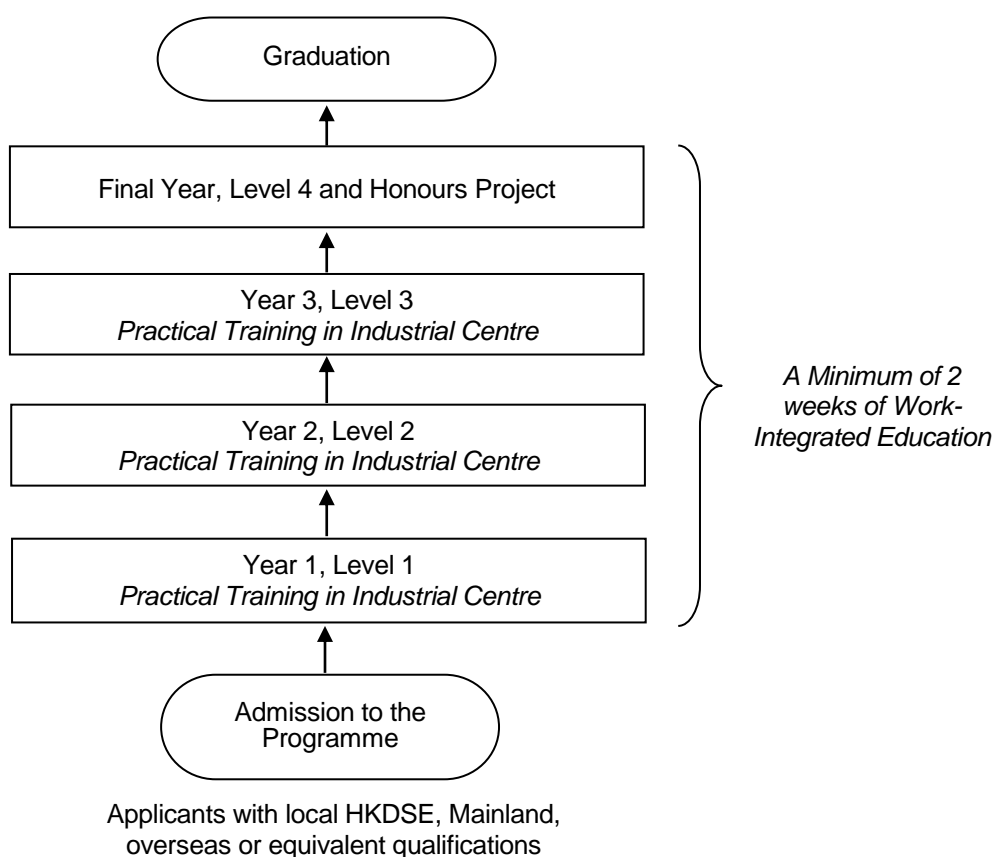 Graduation
Final Year, Level 4 and Honours Project
Year 3, Level 3
Practical Training in Industrial Centre
Year 2, Level 2
Practical Training in Industrial Centre
Year 1, Level 1
Practical Training in Industrial Centre
A Minimum of 2
weeks of Work-
Integrated Education
Admission to the
Programme
Applicants with local HKDSE, Mainland,
overseas or equivalent qualifications